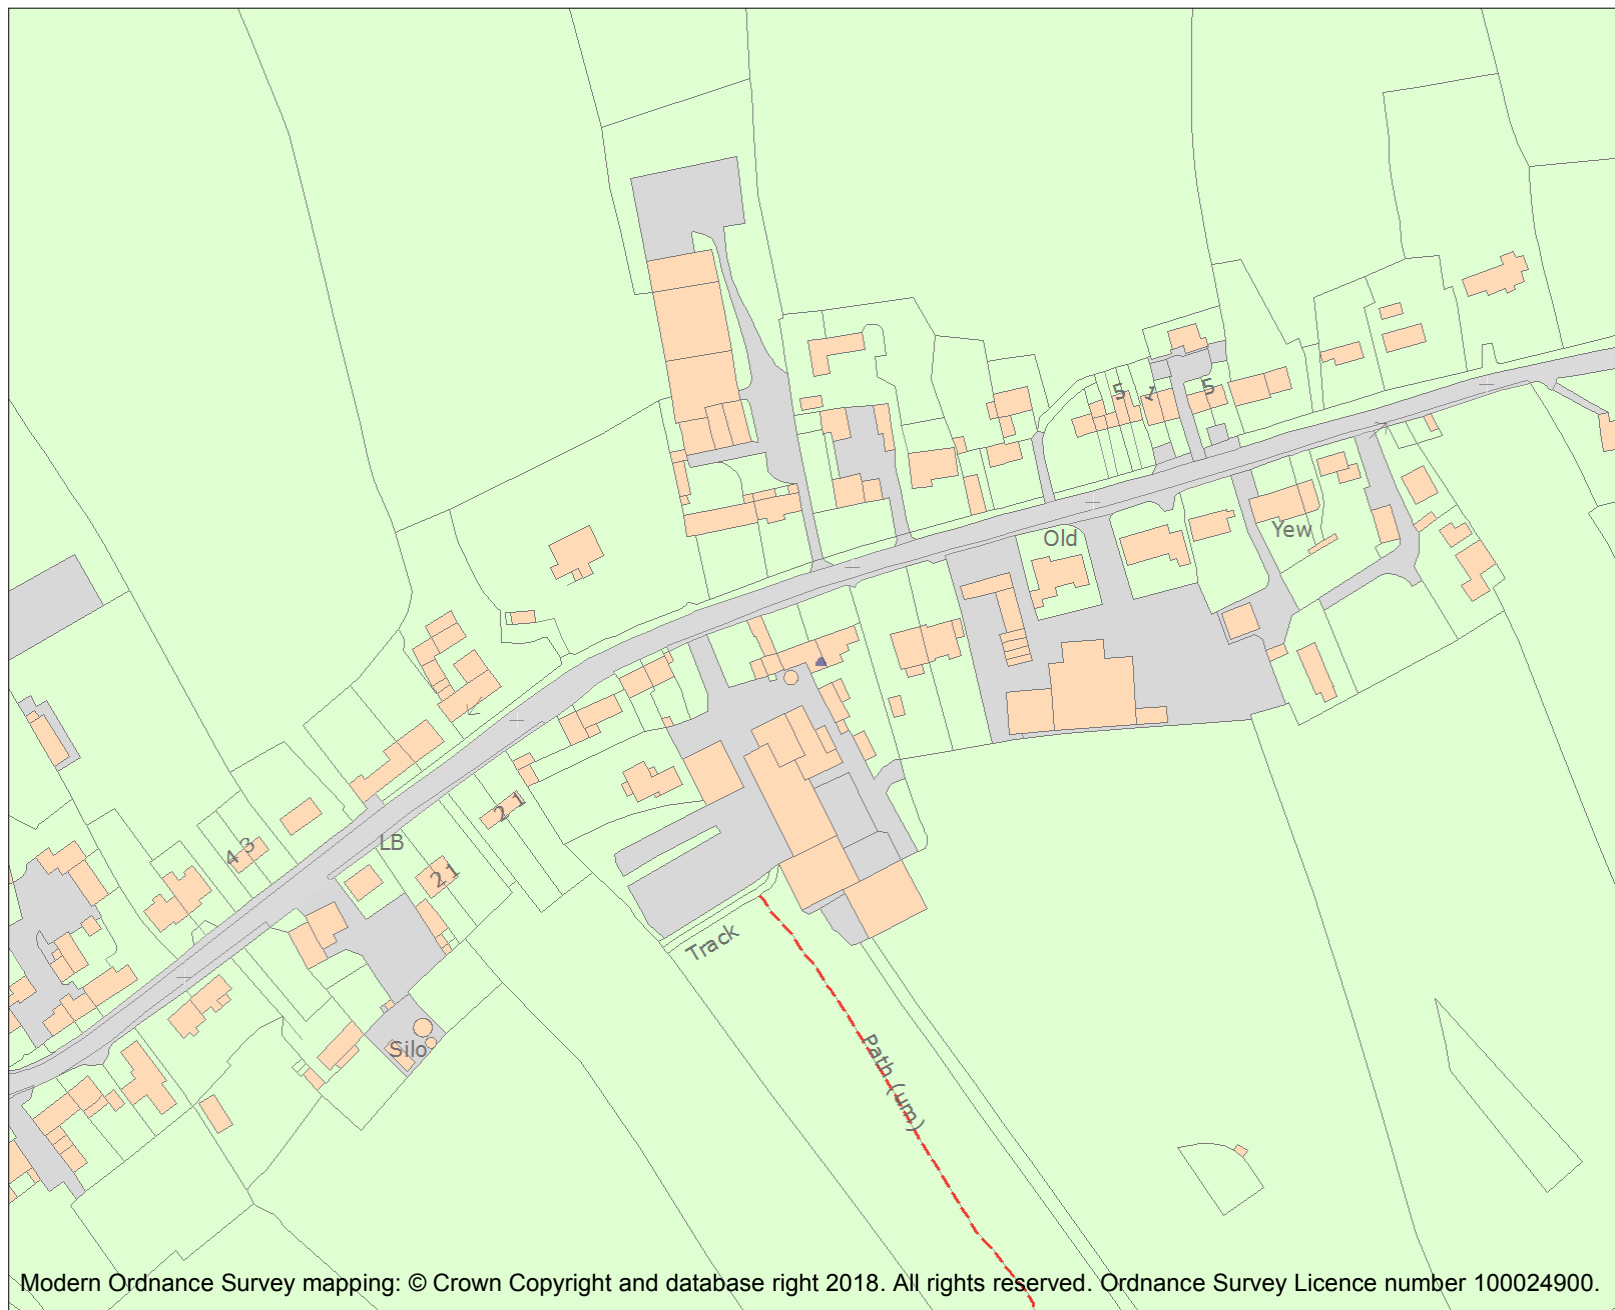 5
1
5
Old
Yew
2 1
LB
4 3
2 1
Track
Silo
Path (um)
Modern Ordnance Survey mapping: © Crown Copyright and database right 2018. All rights reserved. Ordnance Survey Licence number 100024900.